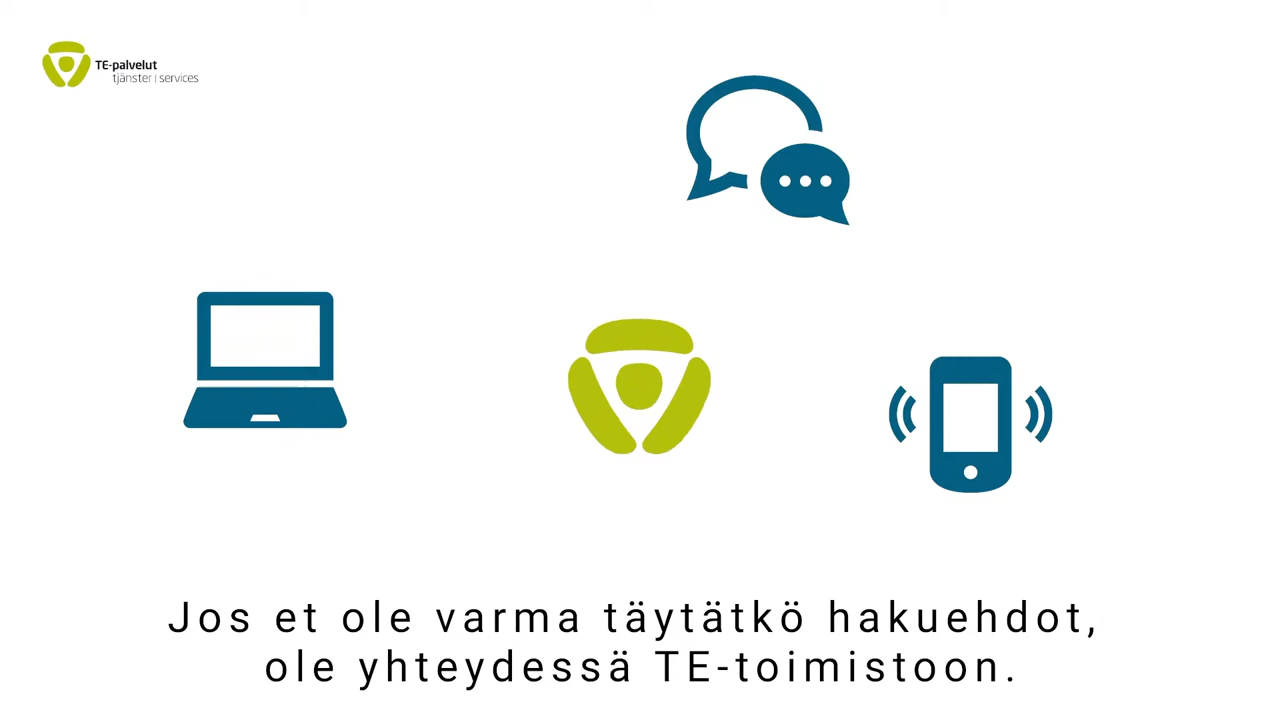 TE-palvelut
tjänster | services
Jos et ole varma täytätkö hakuehdot,
ole yhteydessä TE-toimistoon.